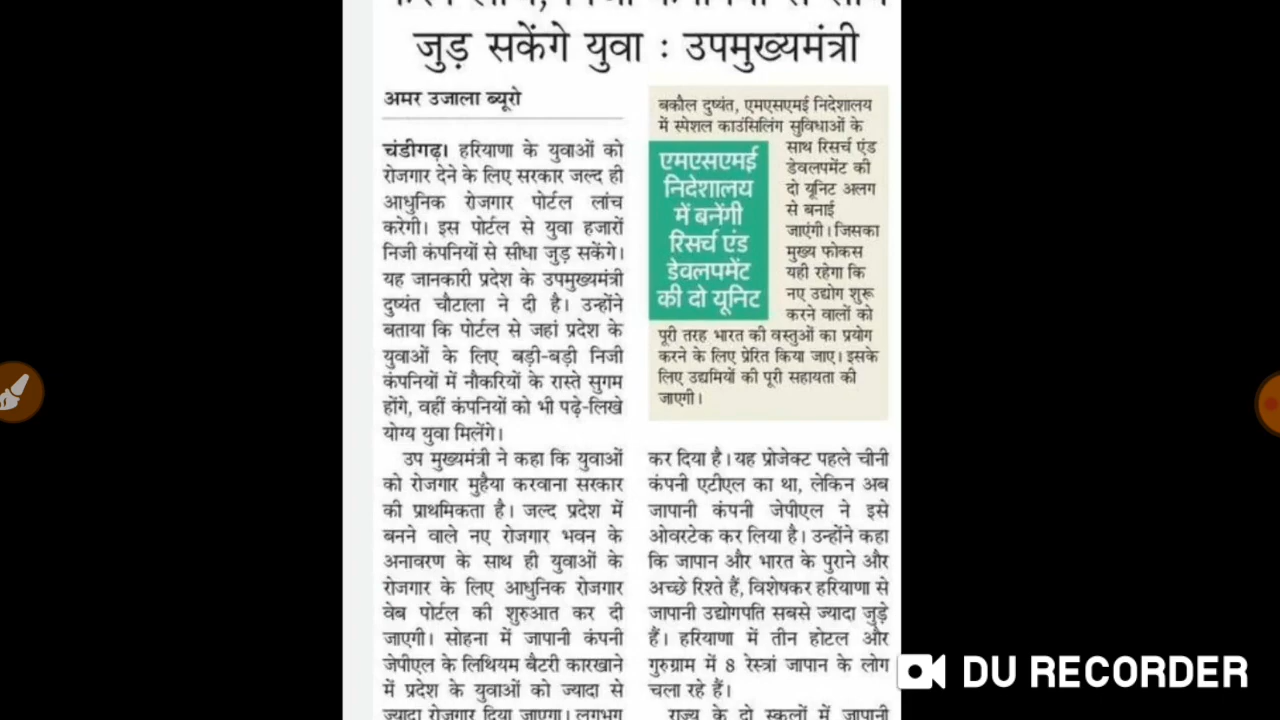 जुड़ सकेंगे युवा : उपमुख्यमंत्री
अमर उजाला ब्यूरो
चंडीगढ़। हरियाणा के युवाओं को
रोजगार देने के लिए सरकार जल्द ही
आधुनिक रोजगार पोर्टल लांच
करेगी। इस पोर्टल से युवा हजारों
निजी कंपनियों से सीधा जुड़ सकेंगे।
यह जानकारी प्रदेश के उपमुख्यमंत्री
दुष्यंत चौटाला ने दी है। उन्होंने
बताया कि पोर्टल से जहां प्रदेश के
युवाओं के लिए बड़ी-बड़ी निजी
कंपनियों में नौकरियों के रास्ते सुगम
होंगे, वहीं कंपनियों को भी पढ़े-लिखे
योग्य युवा मिलेंगे।
उप मुख्यमंत्री ने कहा कि युवाओं
को रोजगार मुहैया करवाना सरकार
की प्राथमिकता है। जल्द प्रदेश में
बनने वाले नए रोजगार भवन के
अनावरण के साथ ही युवाओं के
रोजगार के लिए आधुनिक रोजगार
वेब पोर्टल की शुरुआत कर दी
जाएगी। सोहना में जापानी कंपनी
जेपीएल के लिथियम बैटरी कारखाने
में प्रदेश के युवाओं को ज्यादा से
ज्यादा रोजगार दिया जाएगा। लगभग
बकौल दुष्यंत, एमएसएमई निदेशालय
में स्पेशल काउंसिलिंग सुविधाओं के
साथ रिसर्च एंड
डेवलपमेंट की
दो यूनिट अलग
से बनाई
जाएंगी। जिसका
मुख्य फोकस
यही रहेगा कि
नए उद्योग शुरू
करने वालों को
पूरी तरह भारत की वस्तुओं का प्रयोग
करने के लिए प्रेरित किया जाए। इसके
लिए उद्यमियों की पूरी सहायता की
जाएगी।
एमएसएमई
निदेशालय
में बनेंगी
रिसर्च एंड
डेवलपमेंट
की दो यूनिट
कर दिया है। यह प्रोजेक्ट पहले चीनी
कंपनी एटीएल का था, लेकिन अब
जापानी कंपनी जेपीएल ने इसे
ओवरटेक कर लिया है। उन्होंने कहा
कि जापान और भारत के पुराने और
अच्छे रिश्ते हैं, विशेषकर हरियाणा से
जापानी उद्योगपति सबसे ज्यादा जुड़े
हैं। हरियाणा में तीन होटल और
गुरुग्राम में 8 रेस्त्रां जापान के लोग
चला रहे हैं।
राज्य के दो स्कूलों में जापानी
DU RECORDER